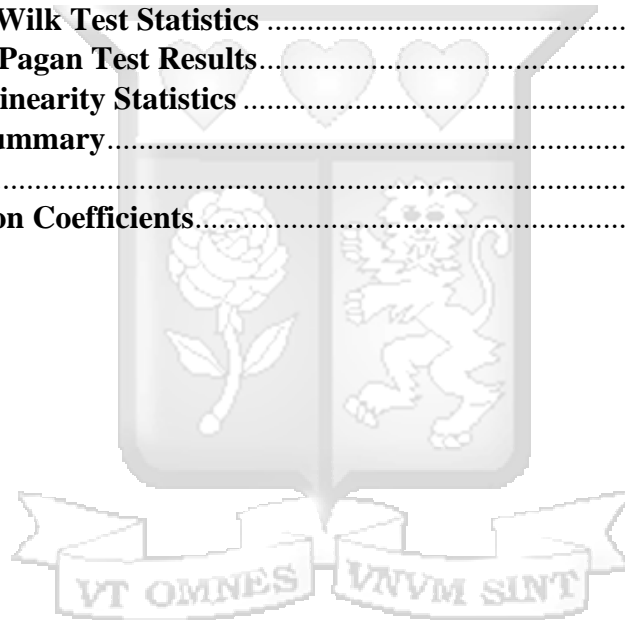 Wilk Test Statistics ........................................................
Pagan Test Results........................................................
inearity Statistics ........................................................
ummary........................................................
........................................................
on Coefficients........................................................
VT OMNES VNVM SINT